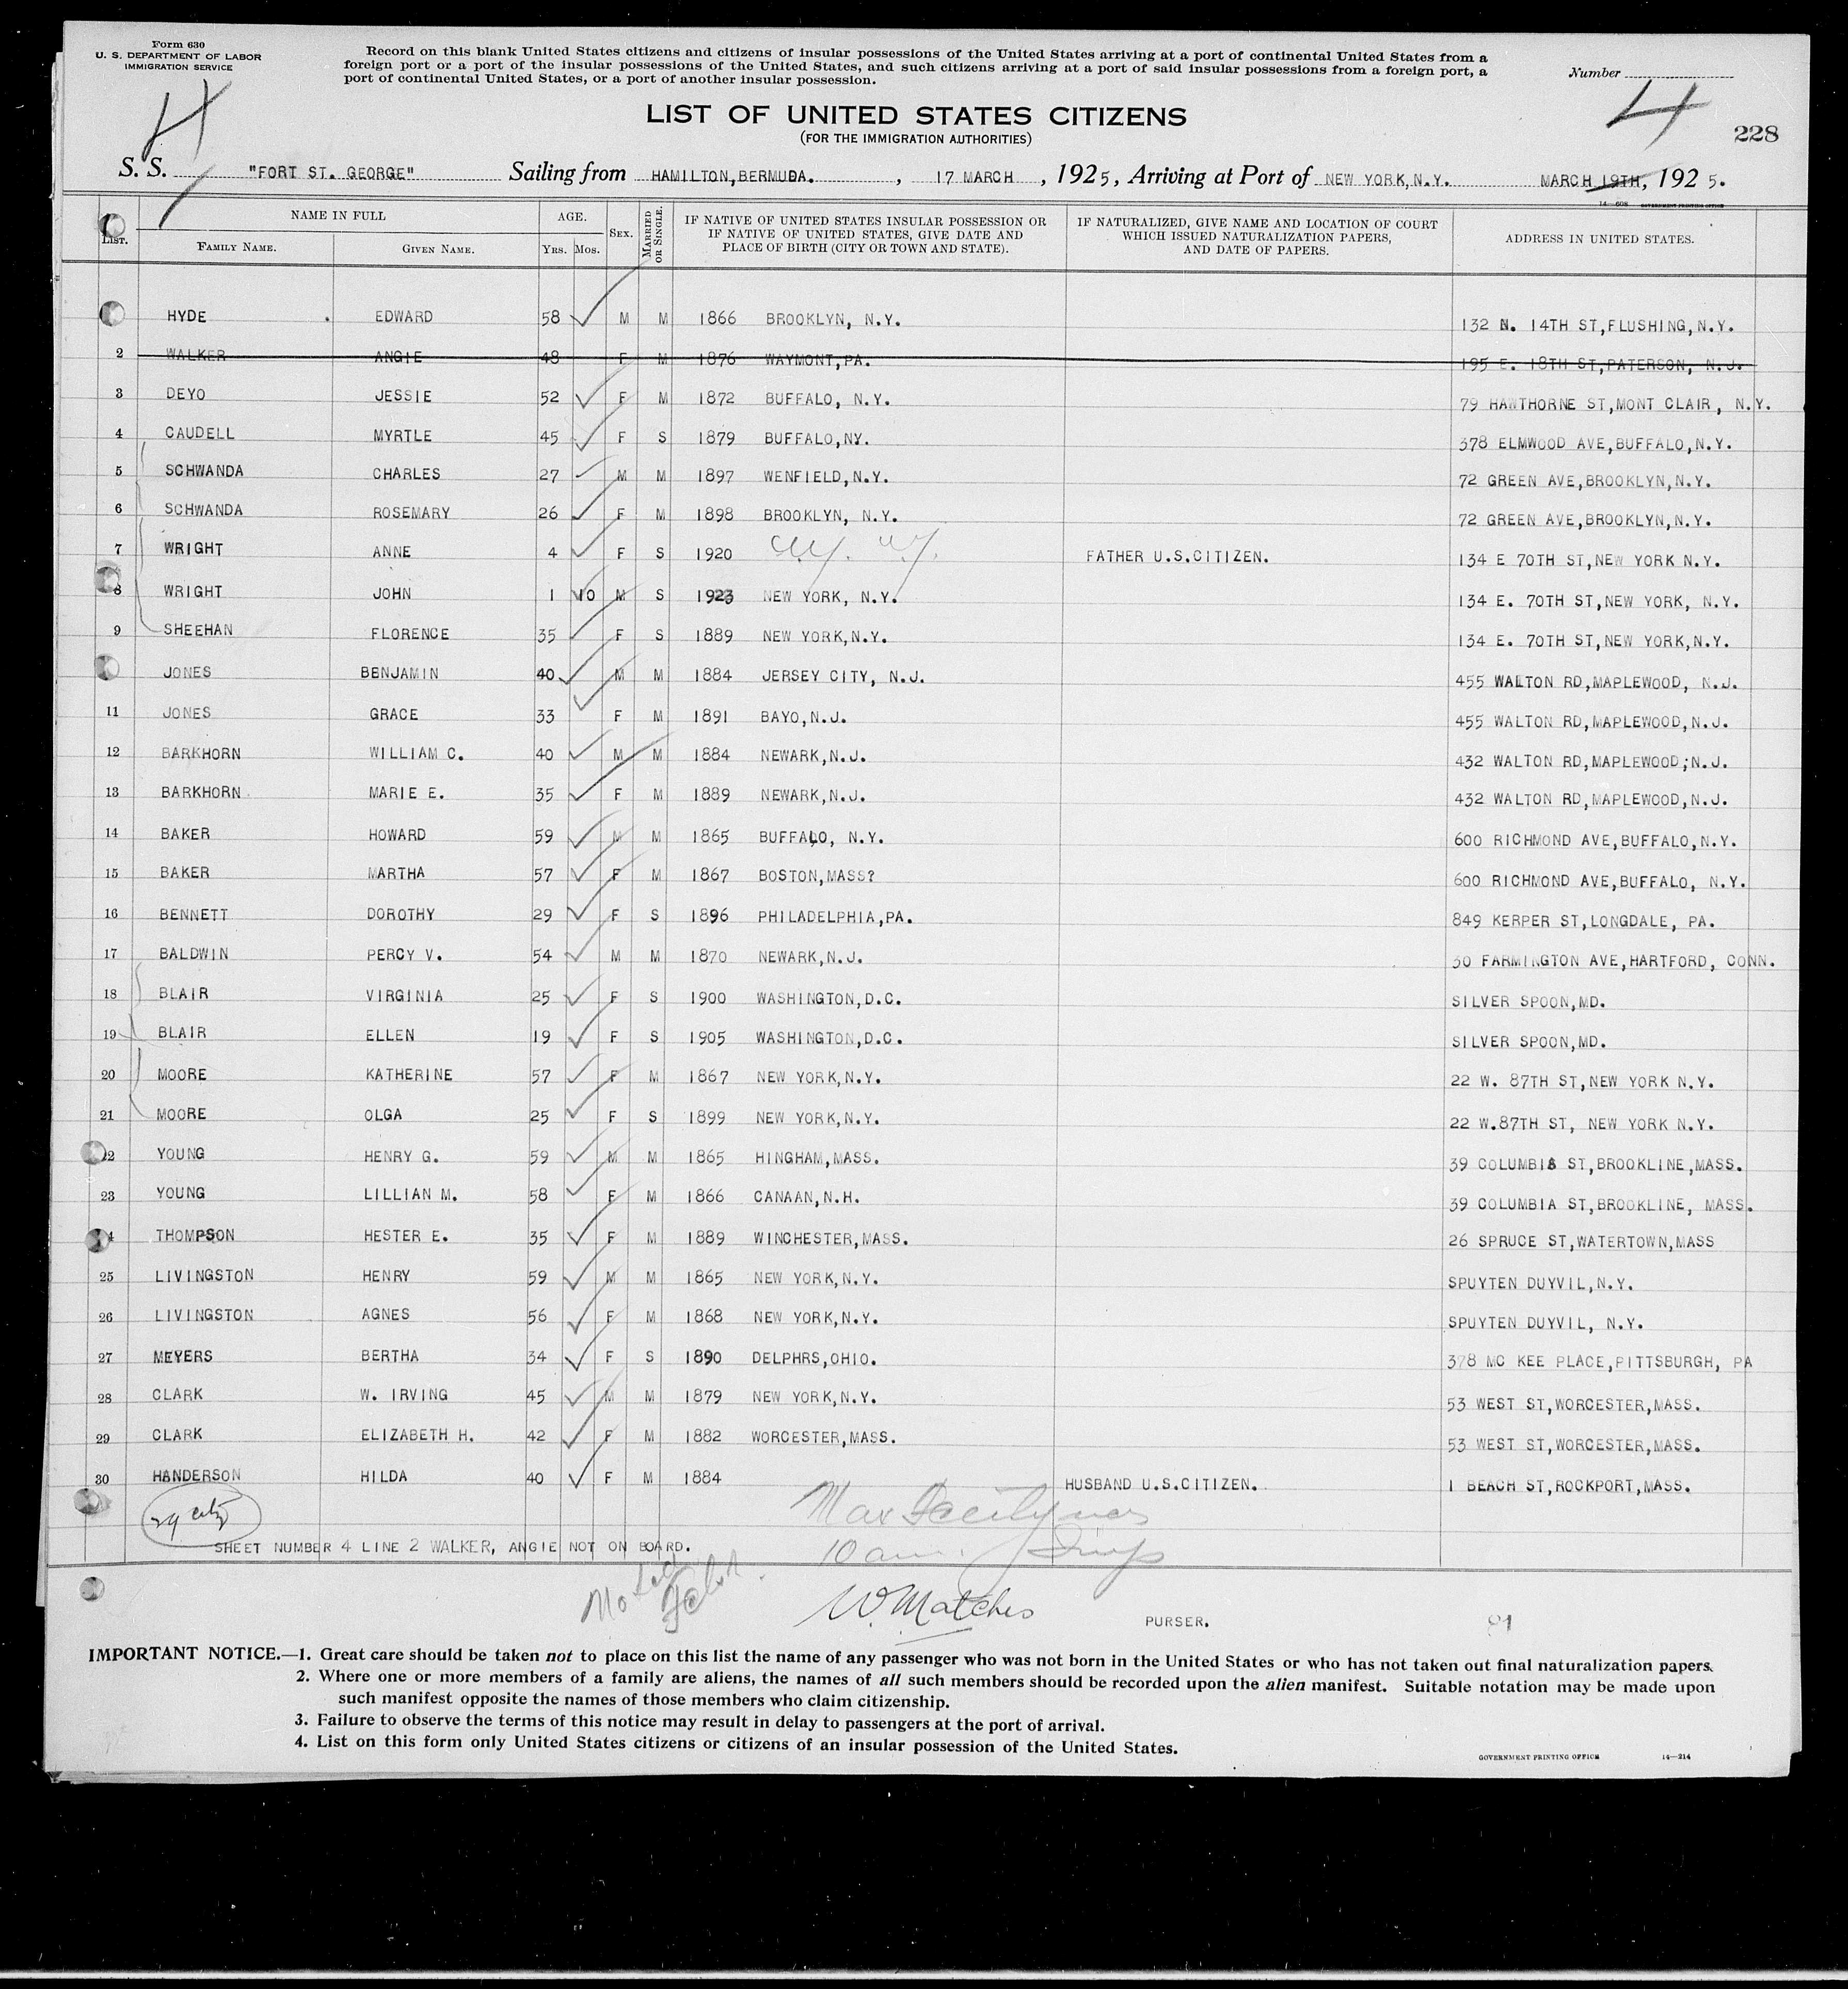 Form 630
U. S. DEPARTMENT OF LABOR
IMMIGRATION SERVICE
Record on this blank United States citizens and citizens of insular possessions of the United States arriving at a port of continental United States from a
foreign port or a port of the insular possessions of the United States, and such citizens arriving at a port of said insular possessions from a foreign port, a
port of continental United States, or a port of another insular possession.
Number
4
4
228
LIST OF UNITED STATES CITIZENS
(FOR THE IMMIGRATION AUTHORITIES)
S. S. "FORT ST. GEORGE" Sailing from HAMILTON, BERMUDA. , 17 MARCH , 1925, Arriving at Port of NEW YORK, N.Y. MARCH 19TH, 1925.
14—608 GOVERNMENT PRINTING OFFICE
LIST. NAME IN FULL AGE. SEX. MARRIED OR SINGLE. IF NATIVE OF UNITED STATES INSULAR POSSESSION OR IF NATIVE OF UNITED STATES, GIVE DATE AND PLACE OF BIRTH (CITY OR TOWN AND STATE). IF NATURALIZED, GIVE NAME AND LOCATION OF COURT WHICH ISSUED NATURALIZATION PAPERS, AND DATE OF PAPERS. ADDRESS IN UNITED STATES.
FAMILY NAME. GIVEN NAME. YRS. MOS.
HYDE EDWARD 58 M M 1866 BROOKLYN, N.Y. 132 N. 14TH ST, FLUSHING, N.Y.
2 WALKER ANGIE 48 F M 1876 WAYMONT, PA. 195 E. 18TH ST, PATERSON, N.J.
3 DEYO JESSIE 52 F M 1872 BUFFALO, N.Y. 79 HAWTHORNE ST, MONT CLAIR, N.Y.
4 CAUDELL MYRTLE 45 F S 1879 BUFFALO, NY. 378 ELMWOOD AVE, BUFFALO, N.Y.
5 SCHWANDA CHARLES 27 M M 1897 WENFIELD, N.Y. 72 GREEN AVE, BROOKLYN, N.Y.
6 SCHWANDA ROSEMARY 26 F M 1898 BROOKLYN, N.Y. 72 GREEN AVE, BROOKLYN, N.Y.
7 WRIGHT ANNE 4 F S 1920 N.Y. N.Y. FATHER U.S.CITIZEN. 134 E 70TH ST, NEW YORK N.Y.
8 WRIGHT JOHN 1 10 M S 1923 NEW YORK, N.Y. 134 E. 70TH ST, NEW YORK, N.Y.
9 SHEEHAN FLORENCE 35 F S 1889 NEW YORK, N.Y. 134 E. 70TH ST, NEW YORK, N.Y.
JONES BENJAMIN 40 M M 1884 JERSEY CITY, N.J. 455 WALTON RD, MAPLEWOOD, N.J.
11 JONES GRACE 33 F M 1891 BAYO, N.J. 455 WALTON RD, MAPLEWOOD, N.J.
12 BARKHORN WILLIAM C. 40 M M 1884 NEWARK, N.J. 432 WALTON RD, MAPLEWOOD; N.J.
13 BARKHORN MARIE E. 35 F M 1889 NEWARK, N.J. 432 WALTON RD, MAPLEWOOD, N.J.
14 BAKER HOWARD 59 M M 1865 BUFFALO, N.Y. 600 RICHMOND AVE, BUFFALO, N.Y.
15 BAKER MARTHA 57 F M 1867 BOSTON, MASS? 600 RICHMOND AVE, BUFFALO, N.Y.
16 BENNETT DOROTHY 29 F S 1896 PHILADELPHIA, PA. 849 KERPER ST, LONGDALE, PA.
17 BALDWIN PERCY V. 54 M M 1870 NEWARK, N.J. 30 FARMINGTON AVE, HARTFORD, CONN.
18 BLAIR VIRGINIA 25 F S 1900 WASHINGTON, D.C. SILVER SPOON, MD.
19 BLAIR ELLEN 19 F S 1905 WASHINGTON, D.C. SILVER SPOON, MD.
20 MOORE KATHERINE 57 F M 1867 NEW YORK, N.Y. 22 W. 87TH ST, NEW YORK N.Y.
21 MOORE OLGA 25 F S 1899 NEW YORK, N.Y. 22 W.87TH ST, NEW YORK N.Y.
22 YOUNG HENRY G. 59 M M 1865 HINGHAM, MASS. 39 COLUMBIA ST, BROOKLINE, MASS.
23 YOUNG LILLIAN M. 58 F M 1866 CANAAN, N.H. 39 COLUMBIA ST, BROOKLINE, MASS.
4 THOMPSON HESTER E. 35 F M 1889 WINCHESTER, MASS. 26 SPRUCE ST, WATERTOWN, MASS
25 LIVINGSTON HENRY 59 M M 1865 NEW YORK, N.Y. SPUYTEN DUYVIL, N.Y.
26 LIVINGSTON AGNES 56 F M 1868 NEW YORK, N.Y. SPUYTEN DUYVIL, N.Y.
27 MEYERS BERTHA 34 F S 1890 DELPHRS, OHIO. 378 MC KEE PLACE, PITTSBURGH, PA
28 CLARK W. IRVING 45 M M 1879 NEW YORK, N.Y. 53 WEST ST, WORCESTER, MASS.
29 CLARK ELIZABETH H. 42 F M 1882 WORCESTER, MASS. 53 WEST ST, WORCESTER, MASS.
30 HANDERSON HILDA 40 F M 1884 HUSBAND U.S.CITIZEN. 1 BEACH ST, ROCKPORT, MASS.
29 citz
SHEET NUMBER 4 LINE 2 WALKER, ANGIE NOT ON BOARD.
10 am. Insp
W. Matches PURSER. 91
IMPORTANT NOTICE.—1. Great care should be taken not to place on this list the name of any passenger who was not born in the United States or who has not taken out final naturalization papers.
2. Where one or more members of a family are aliens, the names of all such members should be recorded upon the alien manifest. Suitable notation may be made upon
such manifest opposite the names of those members who claim citizenship.
3. Failure to observe the terms of this notice may result in delay to passengers at the port of arrival.
4. List on this form only United States citizens or citizens of an insular possession of the United States.
GOVERNMENT PRINTING OFFICE 14—214